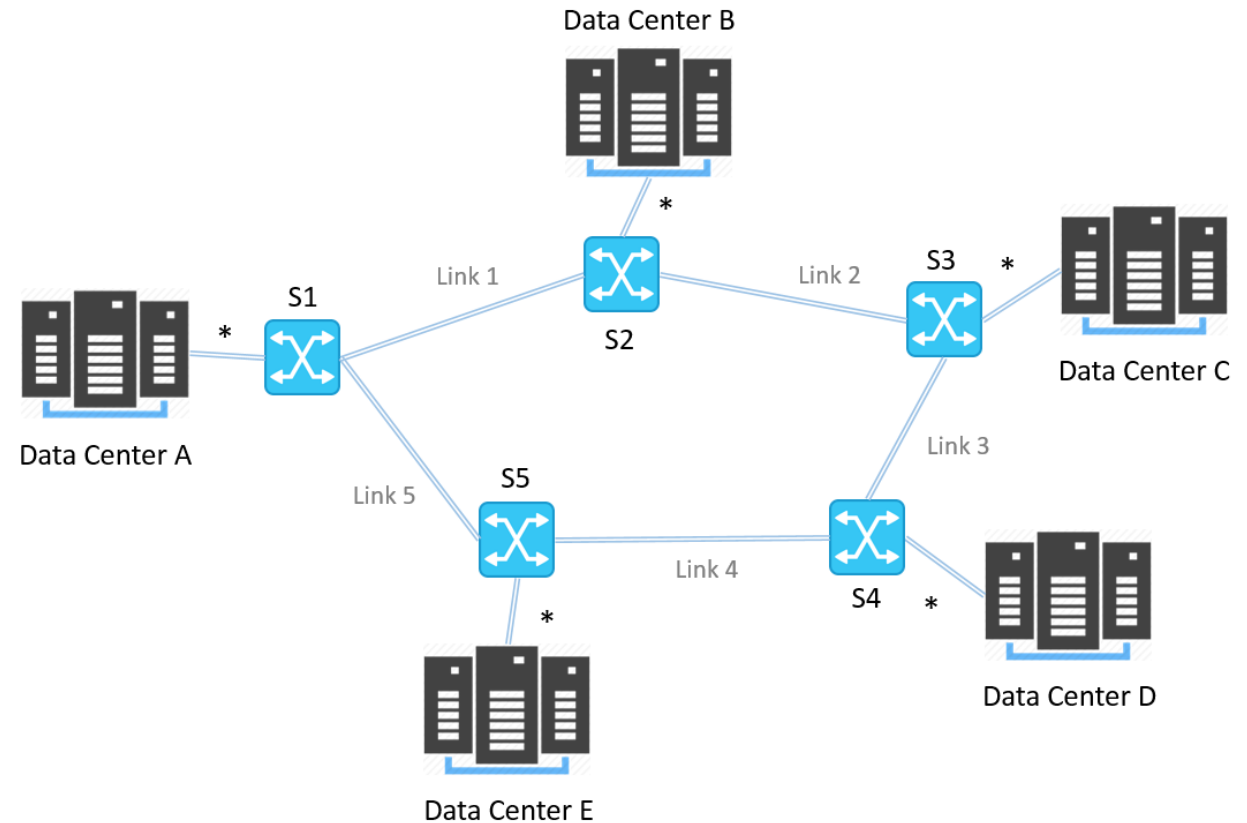 Data Center B
*
Link 1
Link 2
S3
*
S1
*
S2
Data Center C
Data Center A
Link 3
S5
Link 5
Link 4
S4
*
*
Data Center D
Data Center E